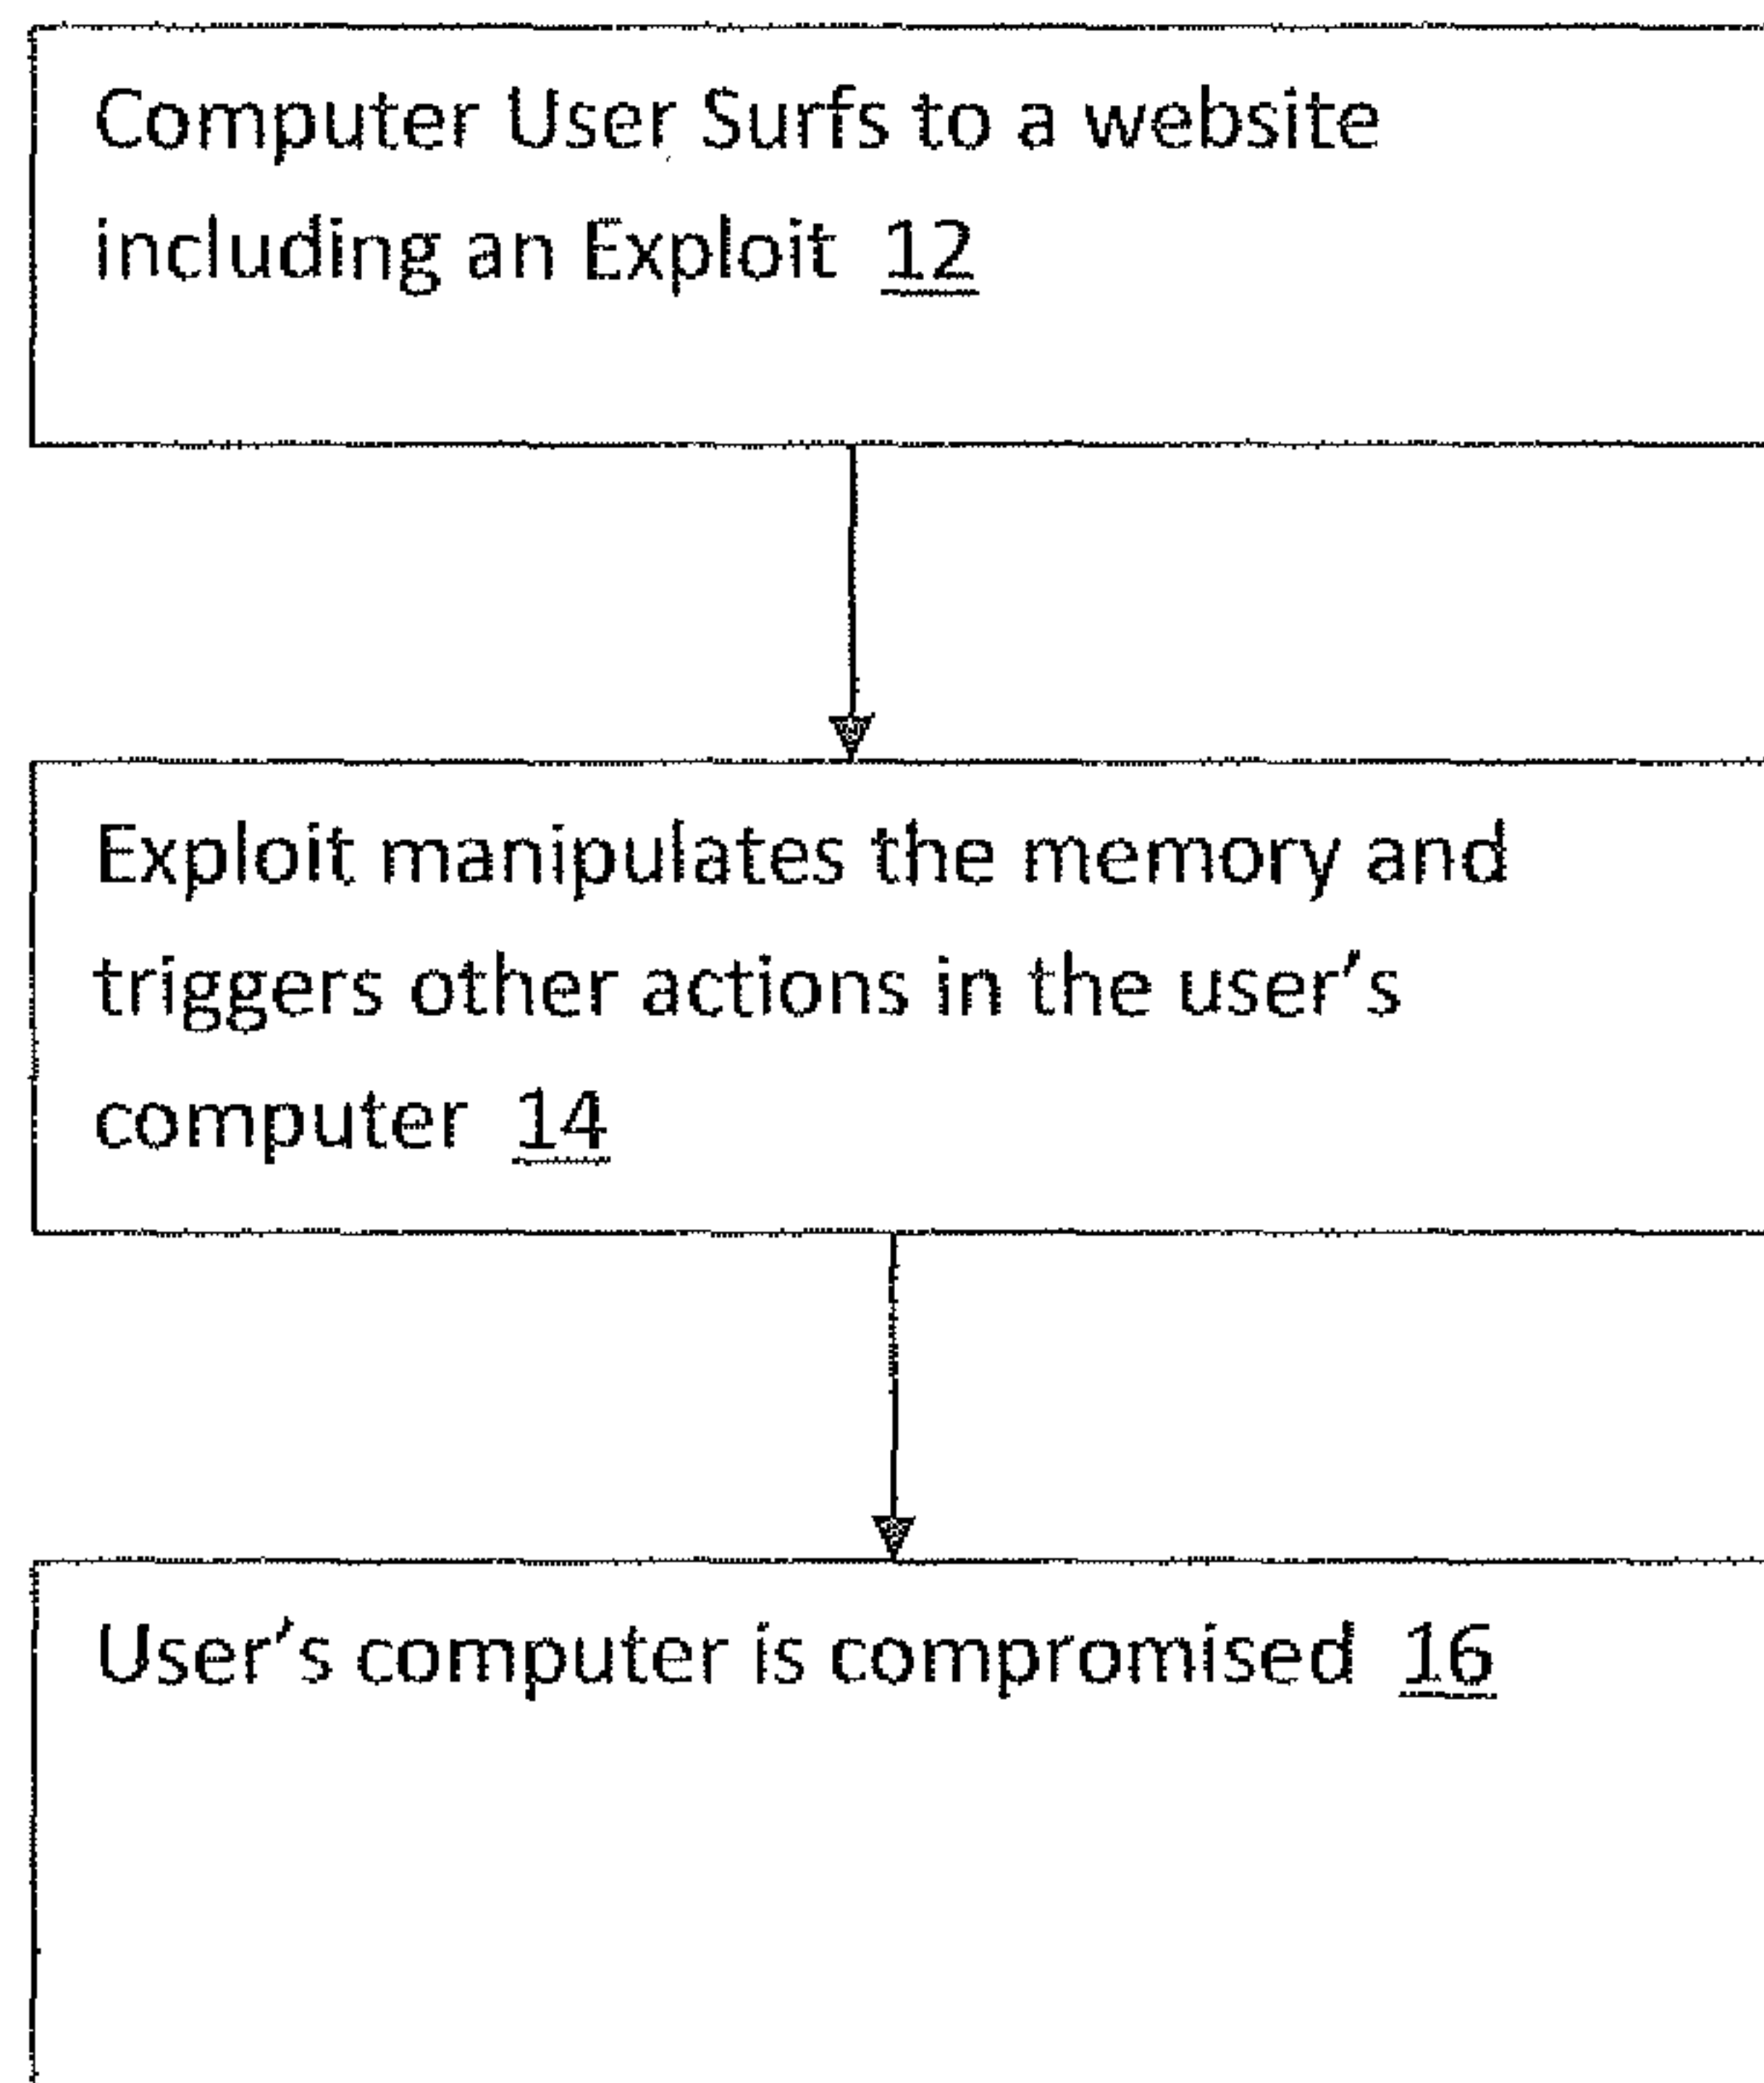 Computer User Surfs to a website
including an Exploit 12
Exploit manipulates the memory and
triggers other actions in the user's
computer 14
User's computer is compromised 16